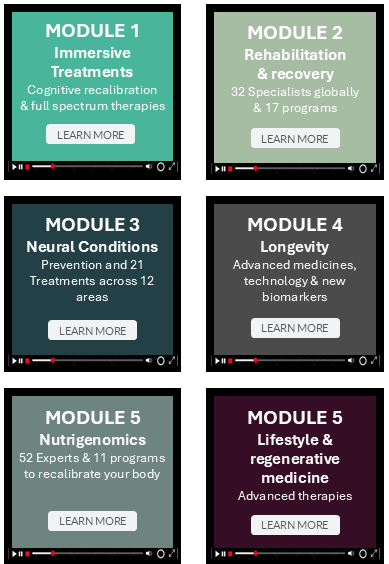 MODULE 1
Immersive
Treatments
Cognitive recalibration
& full spectrum therapies
LEARN MORE
MODULE 2
Rehabilitation
& recovery
32 Specialists globally
& 17 programs
LEARN MORE
MODULE 3
Neural Conditions
Prevention and 21
Treatments across 12
areas
LEARN MORE
MODULE 4
Longevity
Advanced medicines,
technology & new
biomarkers
LEARN MORE
MODULE 5
Nutrigenomics
52 Experts & 11 programs
to recalibrate your body
LEARN MORE
MODULE 5
Lifestyle &
regenerative
medicine
Advanced therapies
LEARN MORE